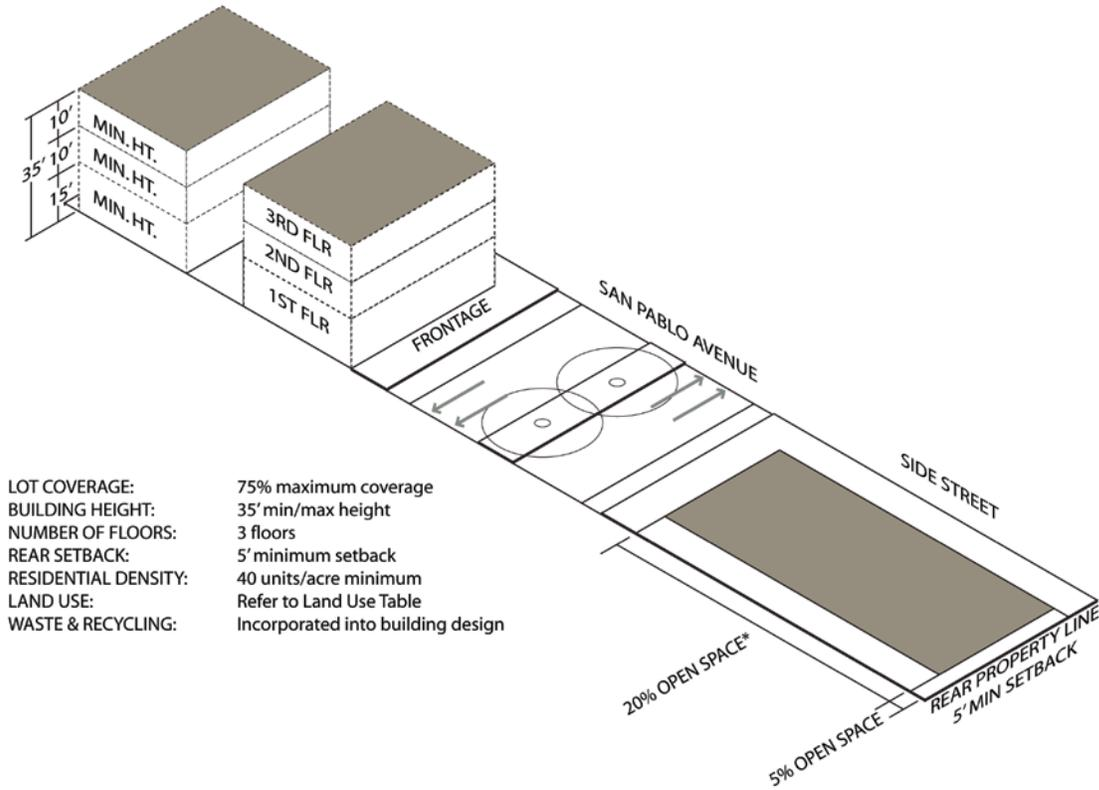 10'
10'
35'
15'
MIN. HT.
MIN. HT.
MIN. HT.
3RD FLR
2ND FLR
1ST FLR
FRONTAGE
SAN PABLO AVENUE
SIDE STREET
LOT COVERAGE: 75% maximum coverage
BUILDING HEIGHT: 35' min/max height
NUMBER OF FLOORS: 3 floors
REAR SETBACK: 5' minimum setback
RESIDENTIAL DENSITY: 40 units/acre minimum
LAND USE: Refer to Land Use Table
WASTE & RECYCLING: Incorporated into building design
20% OPEN SPACE*
5% OPEN SPACE
REAR PROPERTY LINE
5' MIN SETBACK